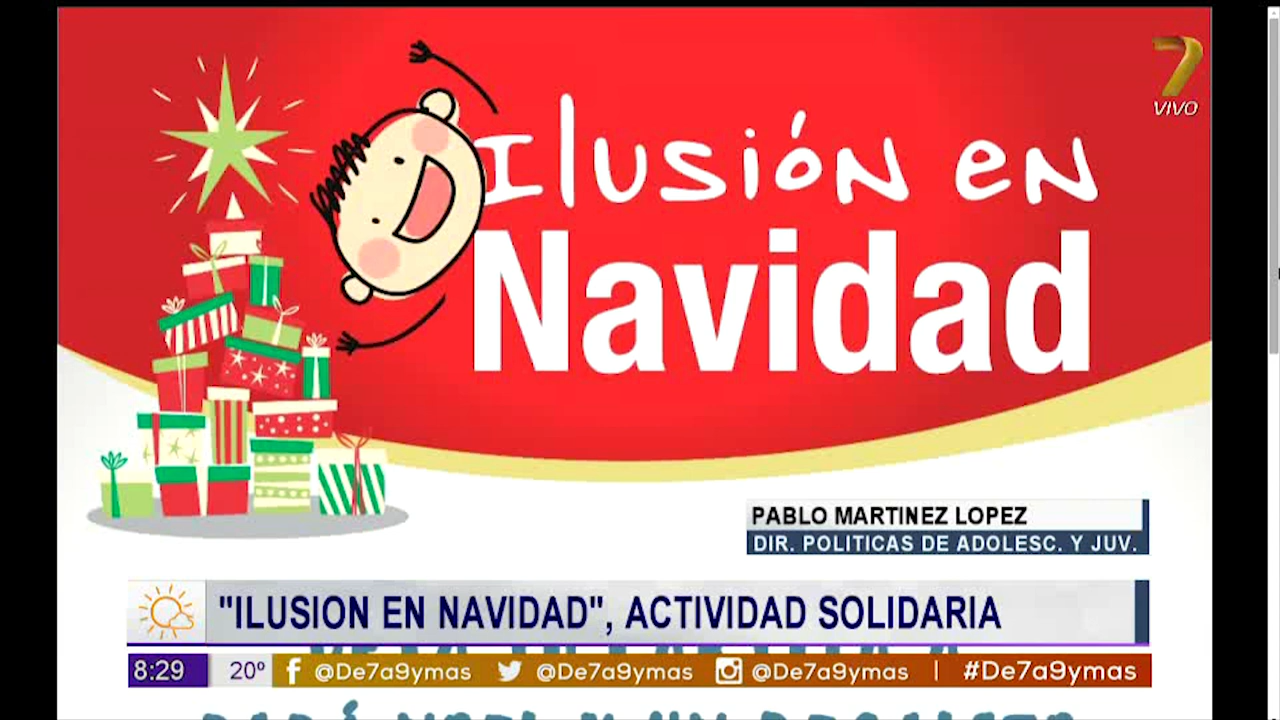 7
VIVO
Ilusión en
Navidad
PABLO MARTINEZ LOPEZ
DIR. POLITICAS DE ADOLESC. Y JUV.
"ILUSION EN NAVIDAD", ACTIVIDAD SOLIDARIA
8:29 20º @De7a9ymas @De7a9ymas @De7a9ymas | #De7a9ymas